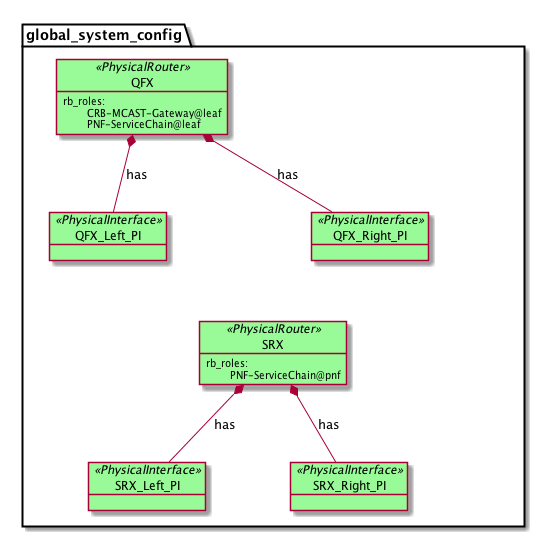 global_system_config
«PhysicalRouter»
QFX
rb_roles:
CRB-MCAST-Gateway@leaf
PNF-ServiceChain@leaf
has
has
«PhysicalInterface»
QFX_Left_PI
«PhysicalInterface»
QFX_Right_PI
«PhysicalRouter»
SRX
rb_roles:
PNF-ServiceChain@pnf
has
has
«PhysicalInterface»
SRX_Left_PI
«PhysicalInterface»
SRX_Right_PI